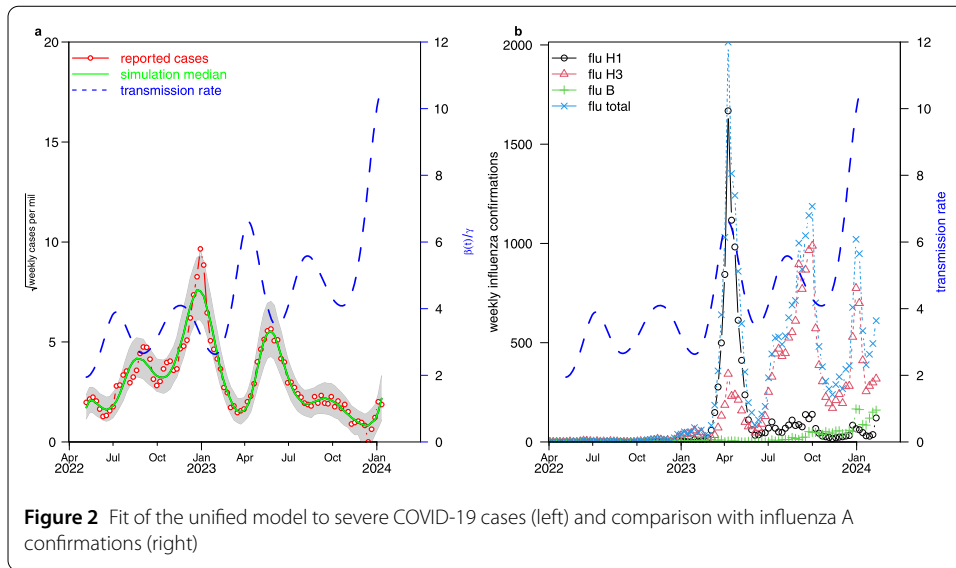 a
20
15
10
5
0
√weekly cases per mil
reported cases
simulation median
transmission rate
12
10
8
6
4
2
0
β(t)/γ
Apr Jul Oct Jan Apr Jul Oct Jan
2022 2023 2024
b
2000
1500
1000
500
0
weekly influenza confirmations
flu H1
flu H3
flu B
flu total
12
10
8
6
4
2
0
transmission rate
Apr Jul Oct Jan Apr Jul Oct Jan
2022 2023 2024
Figure 2 Fit of the unified model to severe COVID-19 cases (left) and comparison with influenza A
confirmations (right)